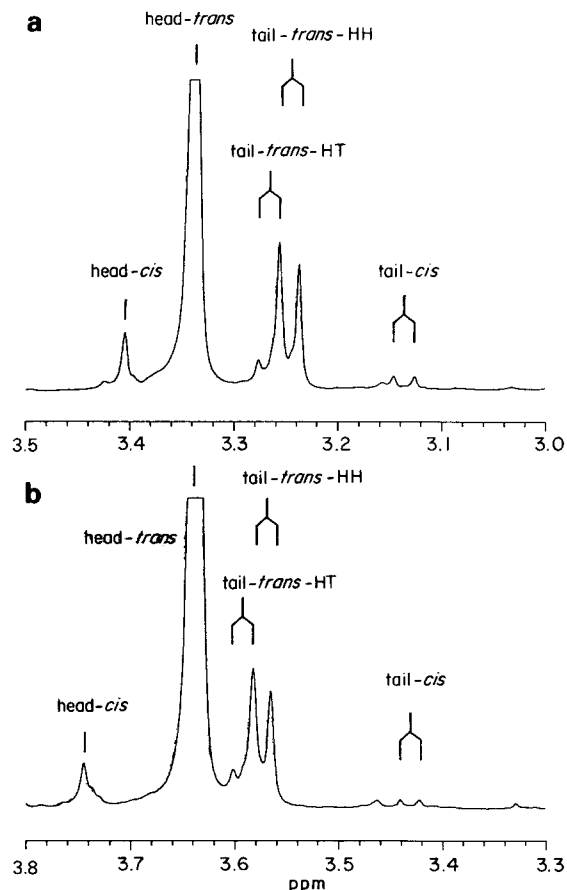 a
head-trans
tail-trans-HH
tail-trans-HT
head-cis
tail-cis
3.5 3.4 3.3 3.2 3.1 3.0
b
tail-trans-HH
head-trans
tail-trans-HT
head-cis
tail-cis
3.8 3.7 3.6 3.5 3.4 3.3
ppm